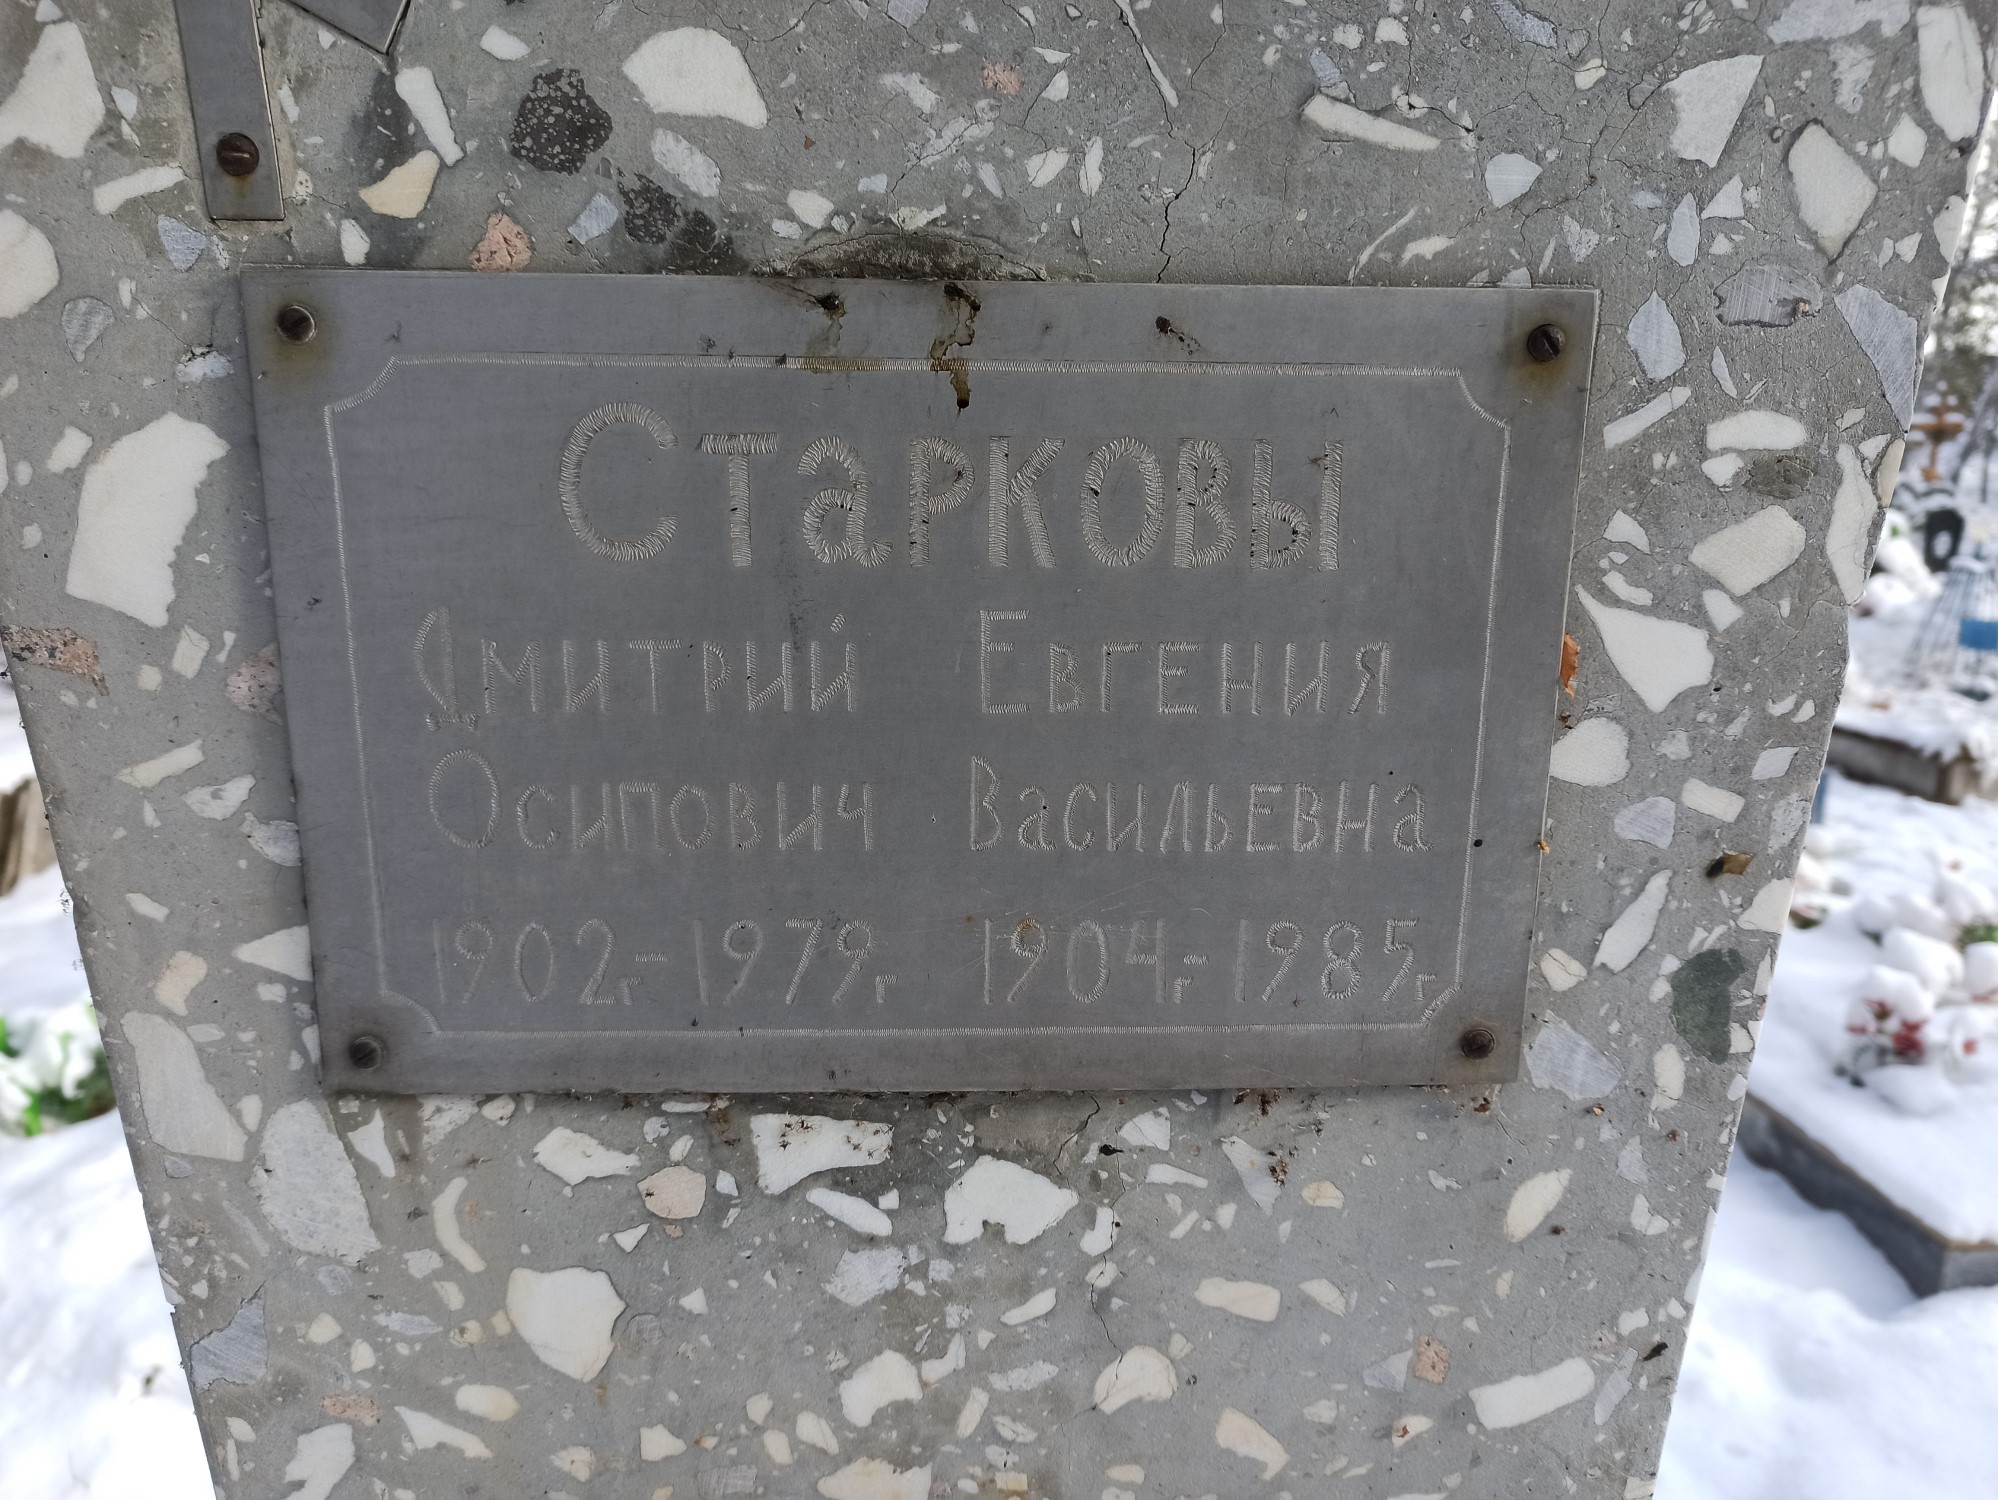 Старковы
Дмитрий Евгения
Осипович Васильевна
1902г-1979г 1904г-1985г